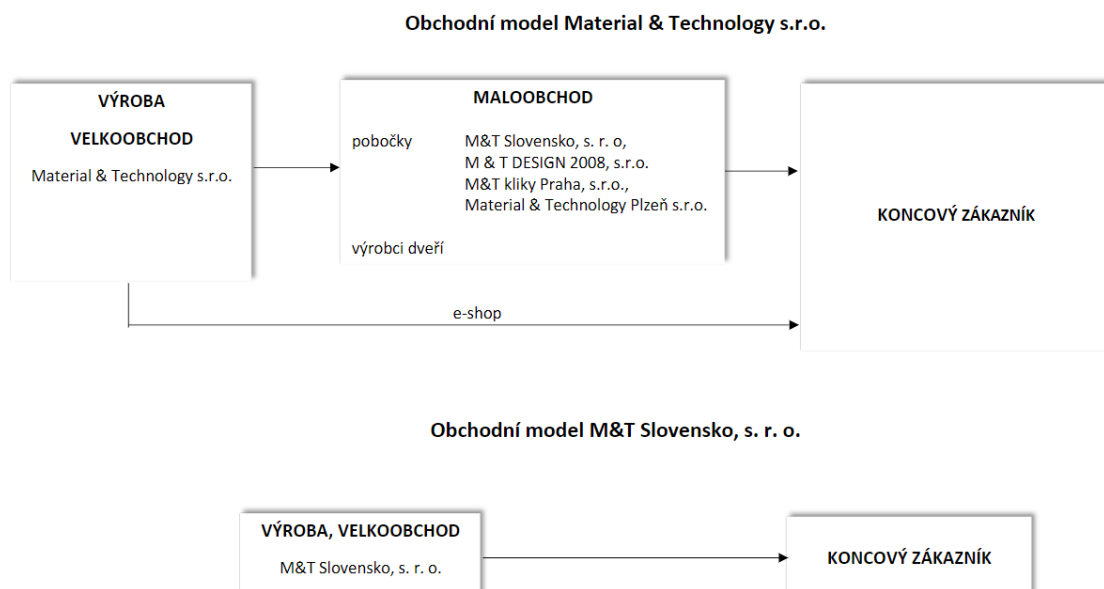 Obchodní model Material & Technology s.r.o.
VÝROBA
VELKOOBCHOD
Material & Technology s.r.o.
MALOOBCHOD
pobočky M&T Slovensko, s. r. o,
M & T DESIGN 2008, s.r.o.
M&T kliky Praha, s.r.o.,
Material & Technology Plzeň s.r.o.
výrobci dveří
KONCOVÝ ZÁKAZNÍK
e-shop
Obchodní model M&T Slovensko, s. r. o.
VÝROBA, VELKOOBCHOD
M&T Slovensko, s. r. o.
KONCOVÝ ZÁKAZNÍK